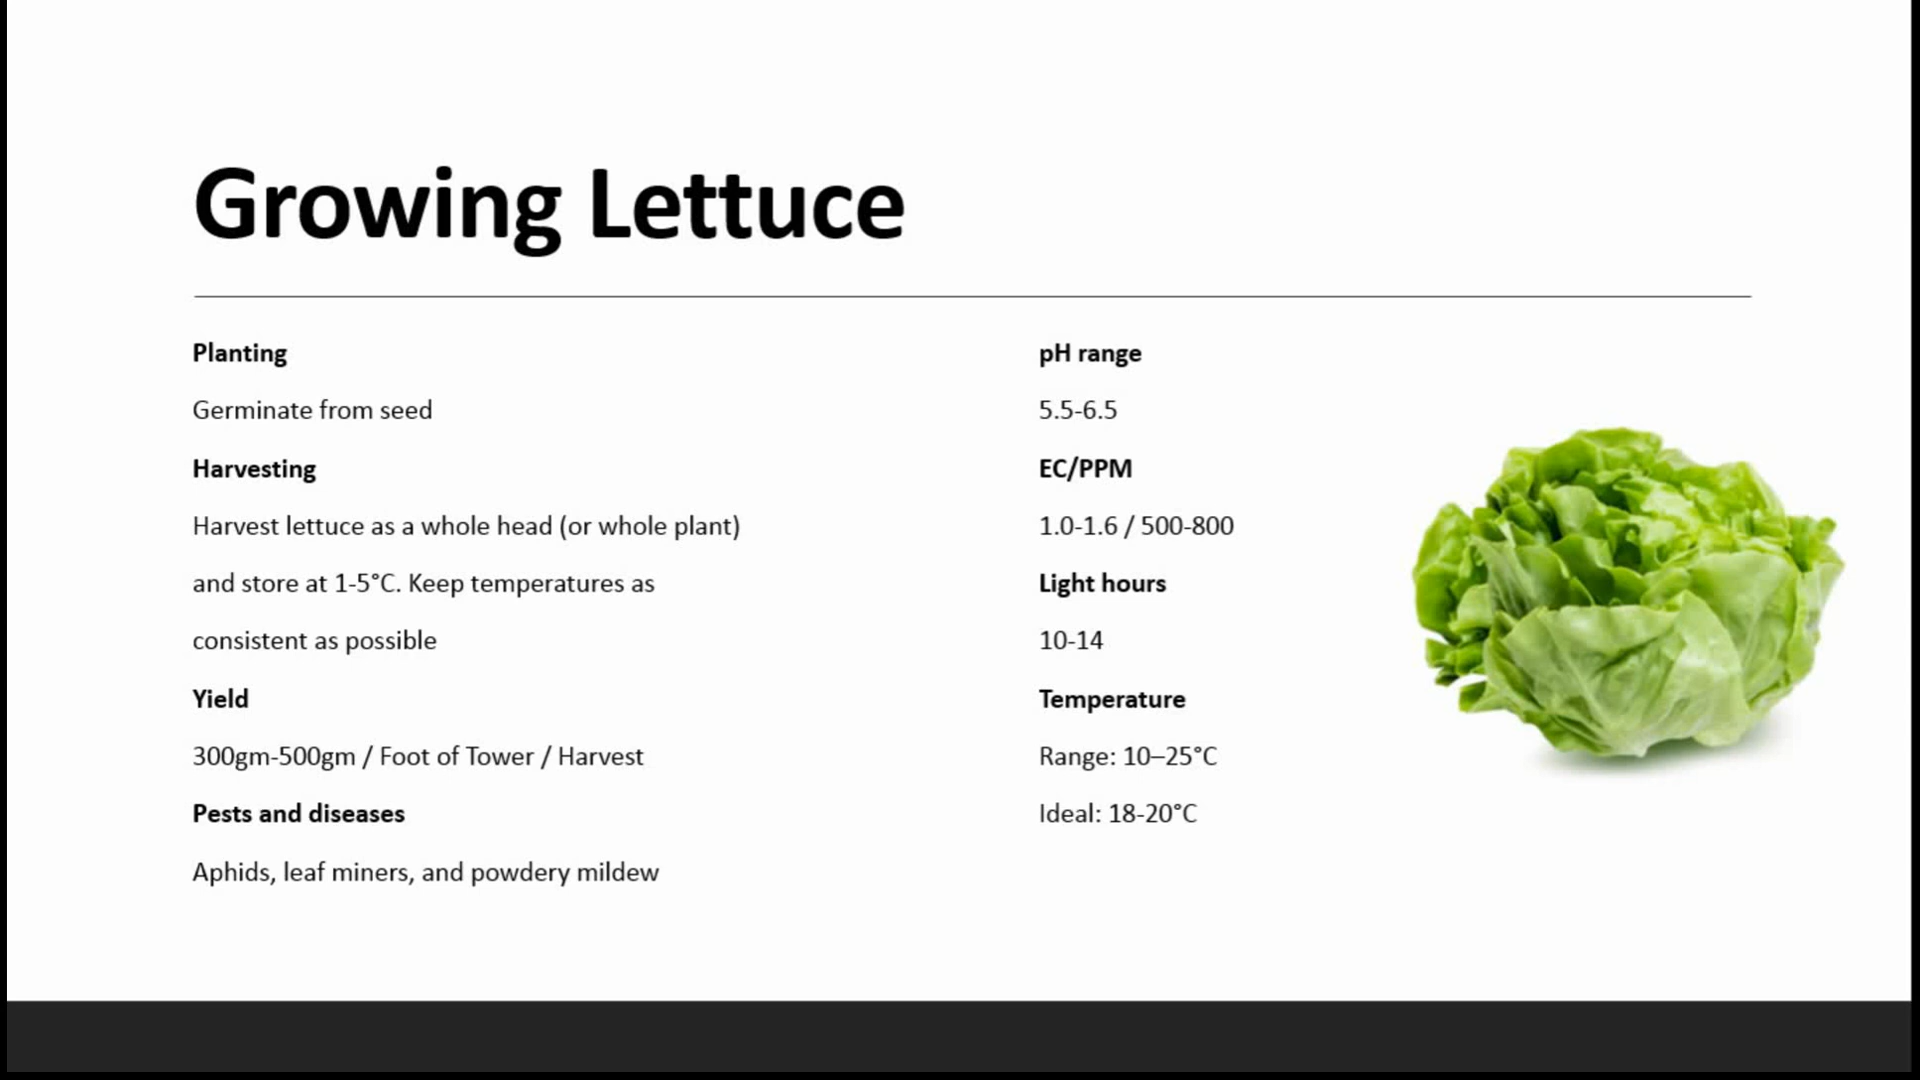 Growing Lettuce
Planting
Germinate from seed
Harvesting
Harvest lettuce as a whole head (or whole plant)
and store at 1-5°C. Keep temperatures as
consistent as possible
Yield
300gm-500gm / Foot of Tower / Harvest
Pests and diseases
Aphids, leaf miners, and powdery mildew
pH range
5.5-6.5
EC/PPM
1.0-1.6 / 500-800
Light hours
10-14
Temperature
Range: 10–25°C
Ideal: 18-20°C